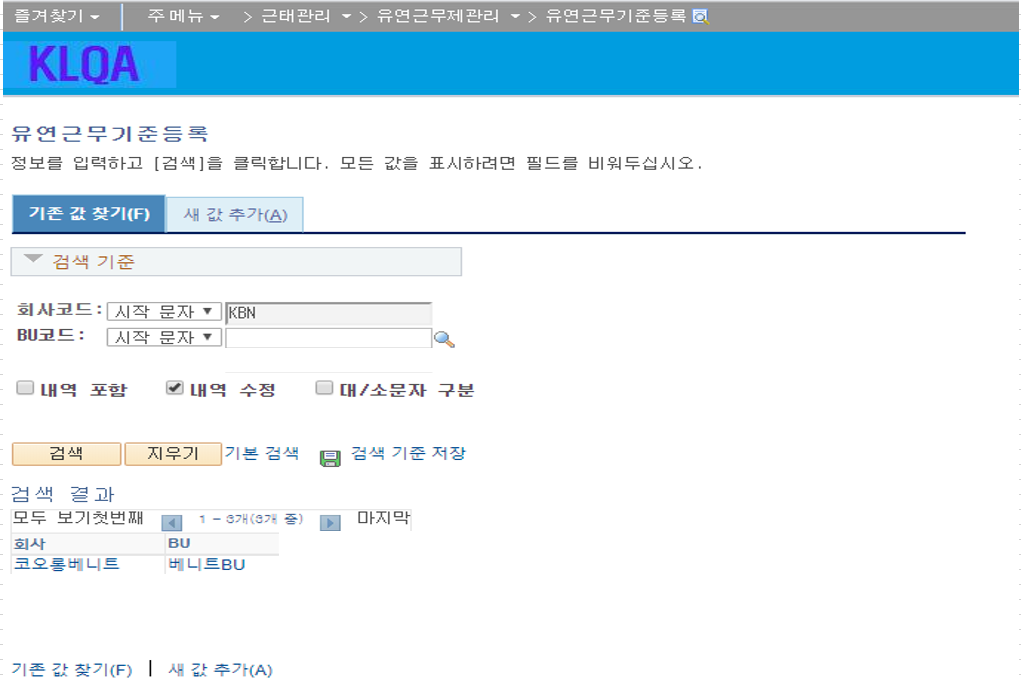 즐겨찾기 주 메뉴 > 근태관리 > 유연근무제관리 > 유연근무기준등록
KLQA
유연근무기준등록
정보를 입력하고 [검색]을 클릭합니다. 모든 값을 표시하려면 필드를 비워두십시오.
기존 값 찾기(F) 새 값 추가(A)
검색 기준
회사코드: 시작 문자 KBN
BU코드: 시작 문자
내역 포함 내역 수정 대/소문자 구분
검색 지우기 기본 검색 검색 기준 저장
검색 결과
모두 보기첫번째 1 - 3개(3개 중) 마지막
회사 BU
코오롱베니트 베니트BU
기존 값 찾기(F) | 새 값 추가(A)